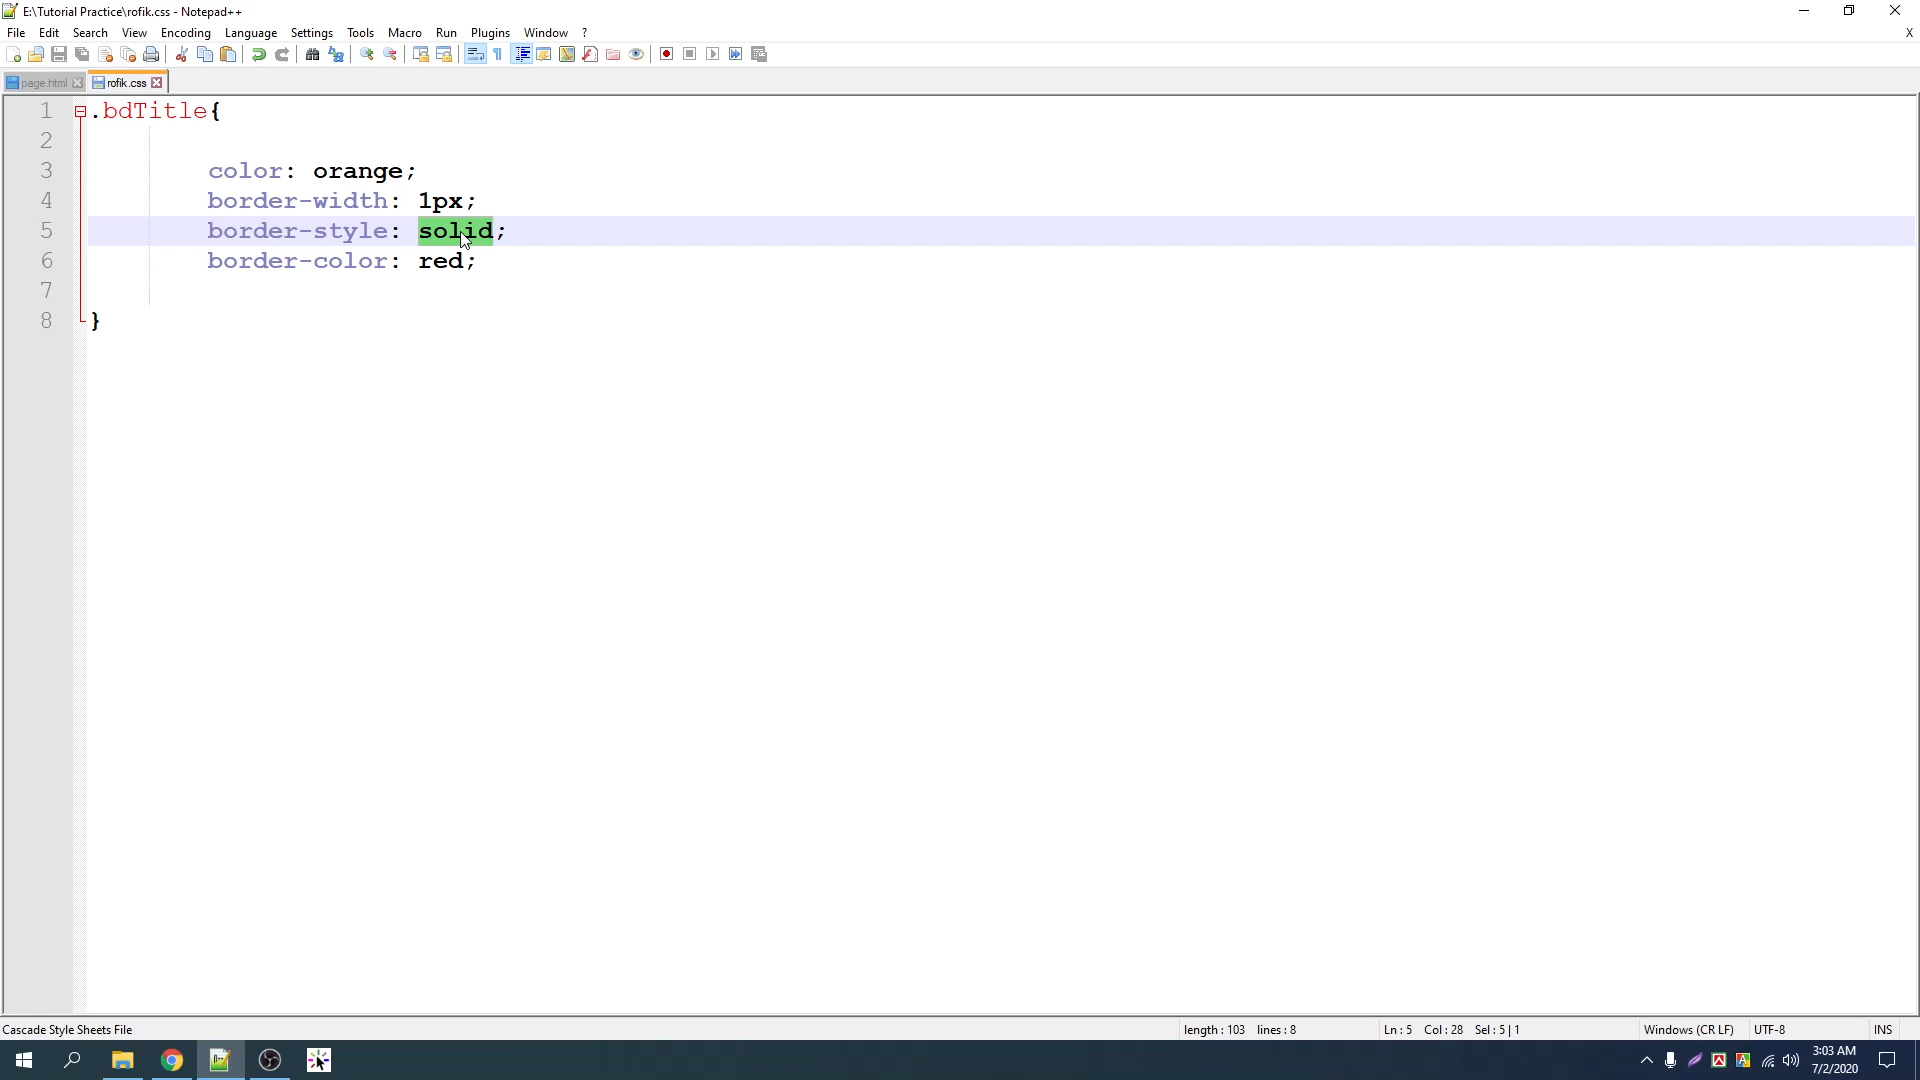 E:\Tutorial Practice\rofik.css - Notepad++
File Edit Search View Encoding Language Settings Tools Macro Run Plugins Window ? X
page.html rofik.css
1 .bdTitle{
2
3 color: orange;
4 border-width: 1px;
5 border-style: solid;
6 border-color: red;
7
8 }
Cascade Style Sheets File length : 103 lines : 8 Ln : 5 Col : 28 Sel : 5 | 1 Windows (CR LF) UTF-8 INS
3:03 AM
7/2/2020